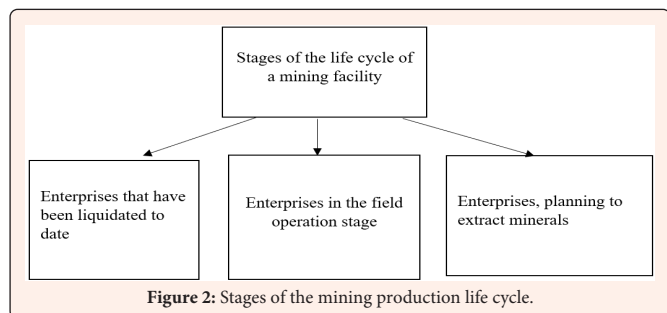 Stages of the life cycle of
a mining facility
Enterprises that have
been liquidated to
date
Enterprises in the field
operation stage
Enterprises, planning to
extract minerals
Figure 2: Stages of the mining production life cycle.